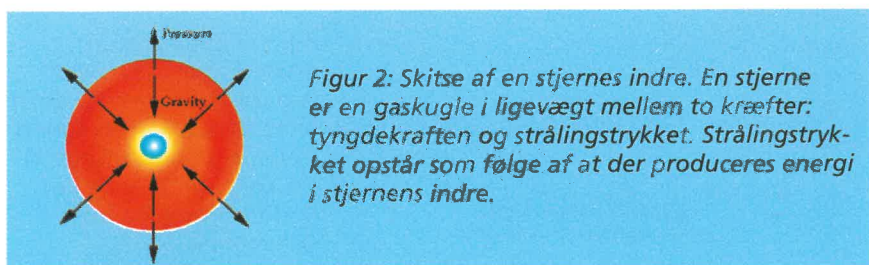 Pressure
Gravity
Figur 2: Skitse af en stjernes indre. En stjerne
er en gaskugle i ligevægt mellem to kræfter:
tyngdekraften og strålingstrykket. Strålingstryk-
ket opstår som følge af at der produceres energi
i stjernens indre.